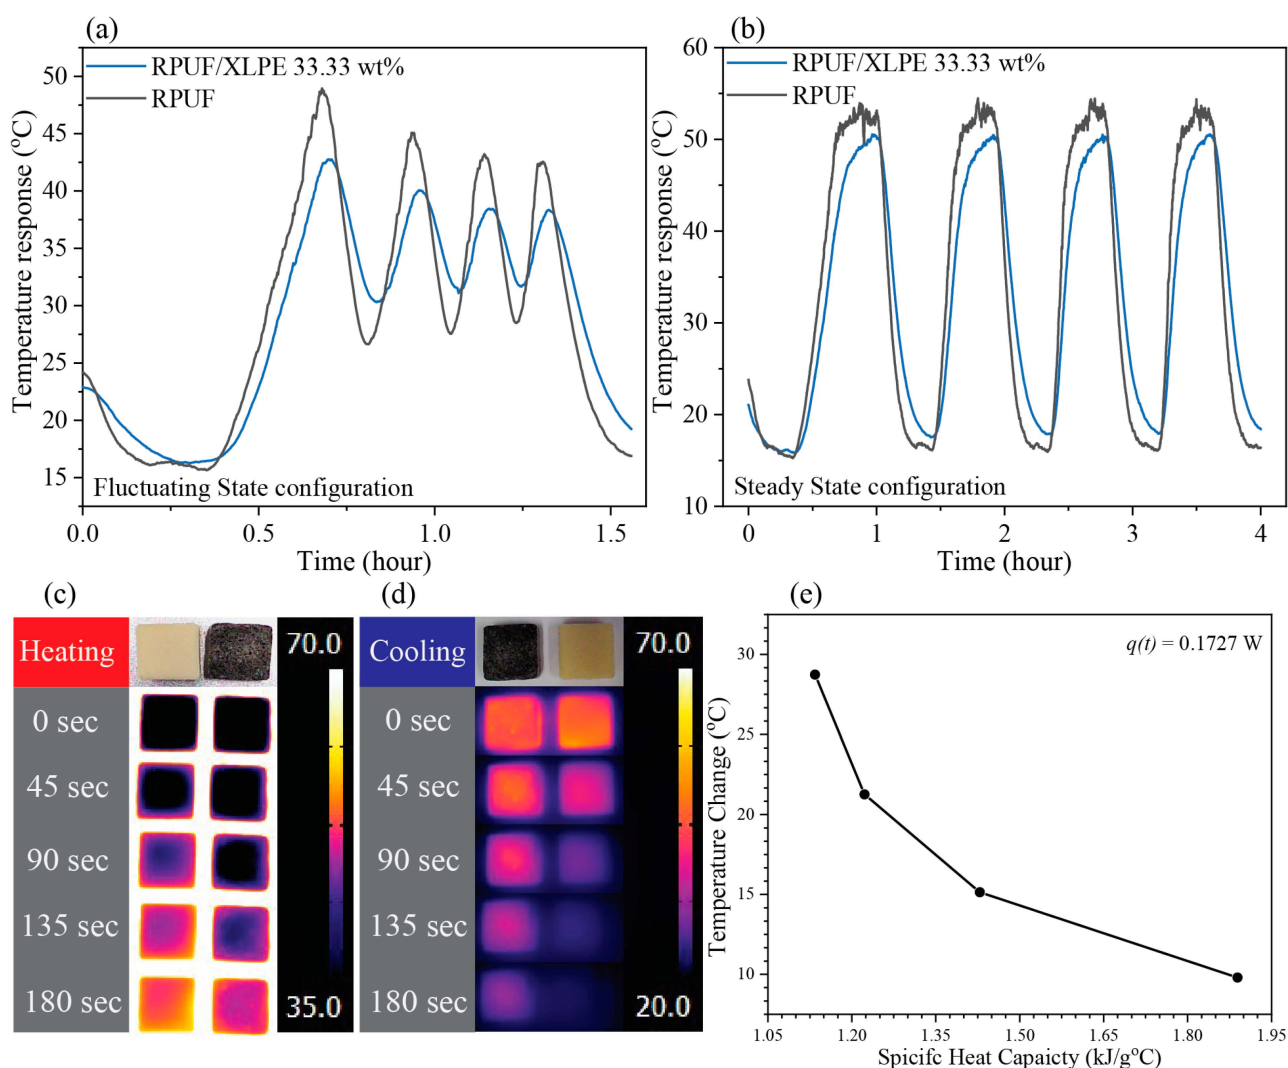 (a)
RPUF/XLPE 33.33 wt%
RPUF
Temperature response (°C)
50
45
40
35
30
25
20
15
Fluctuating State configuration
0.0
0.5
1.0
1.5
Time (hour)
(b)
RPUF/XLPE 33.33 wt%
RPUF
Temperature response (°C)
60
50
40
30
20
10
Steady State configuration
0
1
2
3
4
Time (hour)
(c)
Heating
0 sec
45 sec
90 sec
135 sec
180 sec
70.0
35.0
(d)
Cooling
0 sec
45 sec
90 sec
135 sec
180 sec
70.0
20.0
(e)
q(t) = 0.1727 W
Temperature Change (°C)
30
25
20
15
10
1.05
1.20
1.35
1.50
1.65
1.80
1.95
Spicifc Heat Capaicty (kJ/g°C)